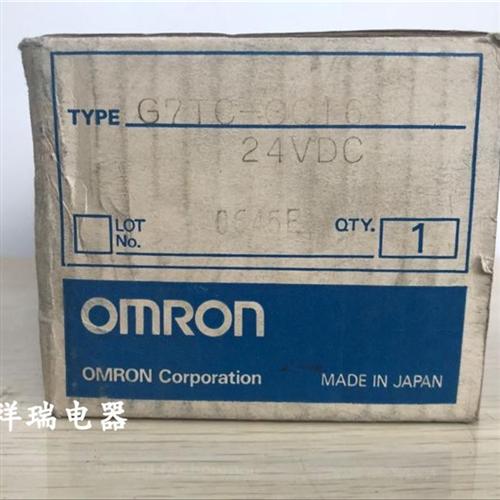 TYPE G7TC-OC16
24VDC
LOT No. 0645E QTY. 1
OMRON
OMRON Corporation MADE IN JAPAN
祥瑞电器